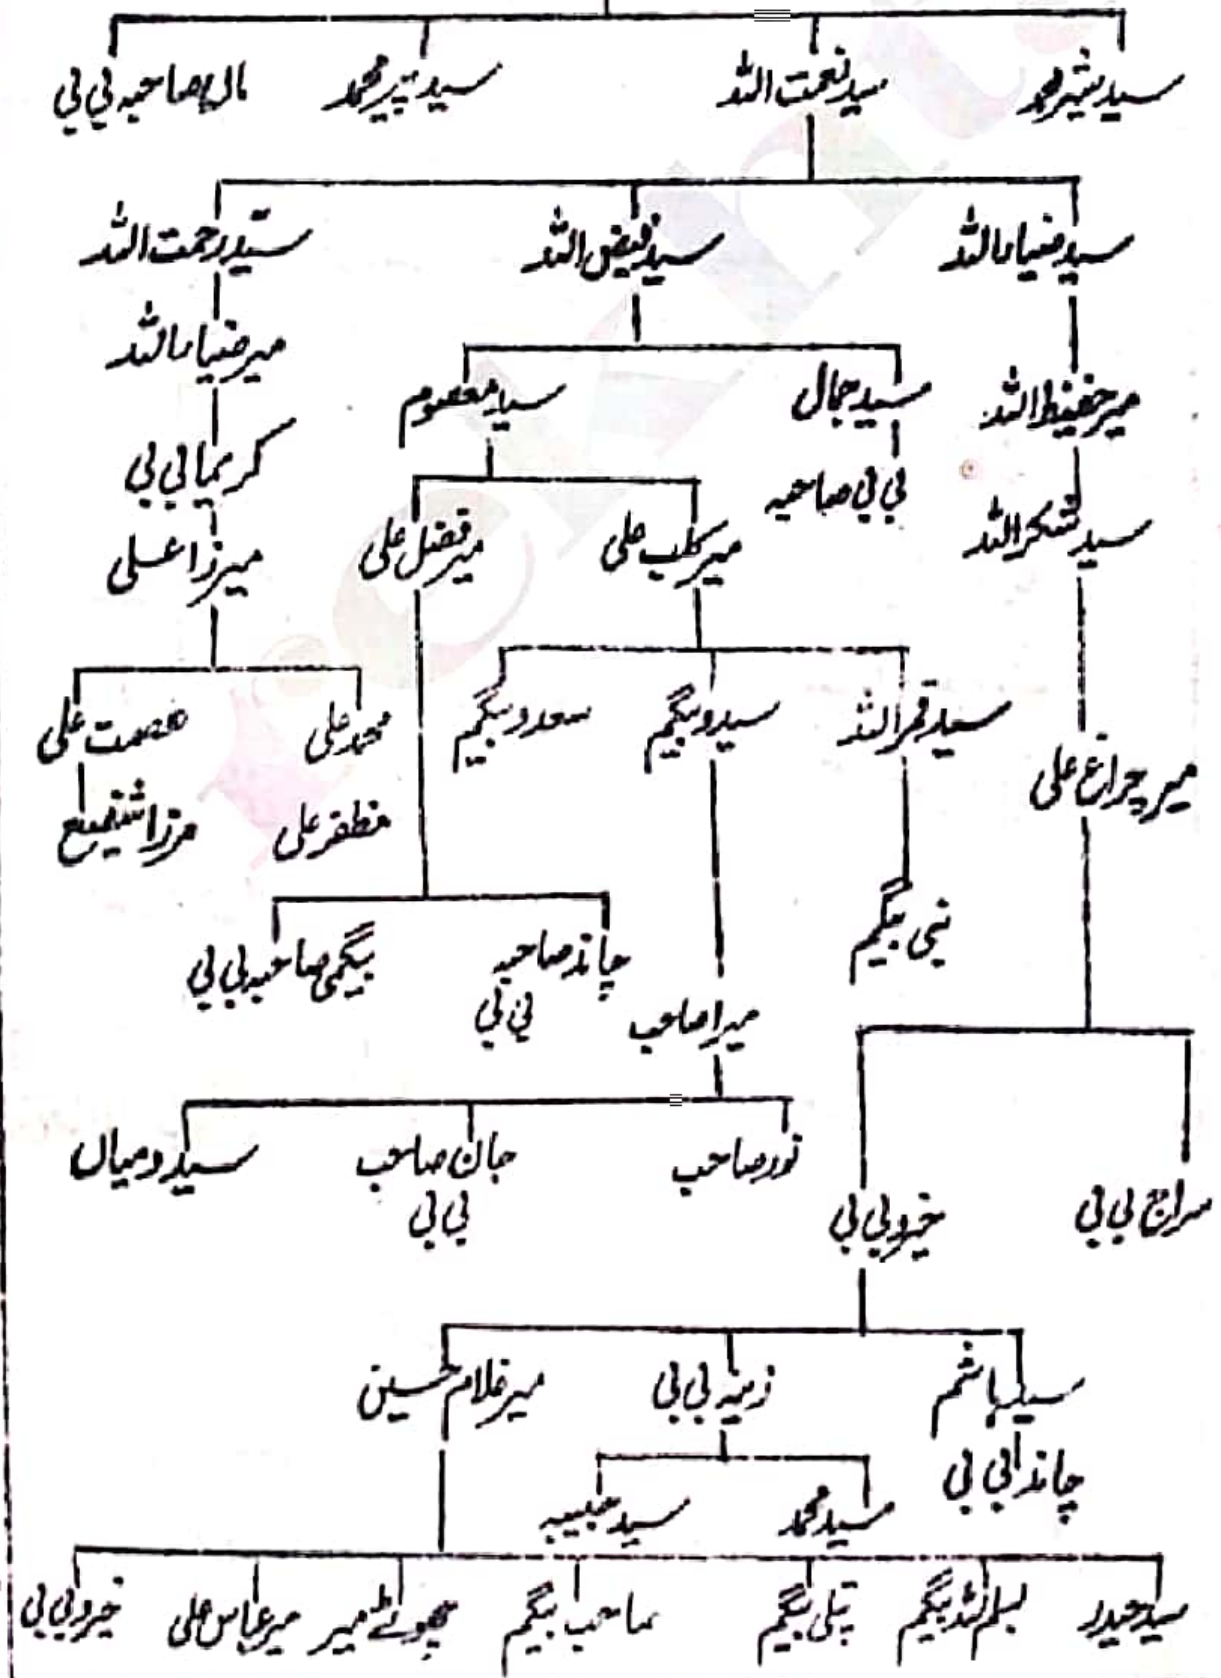 سید شیر محمد
سید نعمت اللہ
سید پیر محمد
مالی صاحبہ بی بی
سید ضیاء اللہ
سید فیض اللہ
سید رحمت اللہ
میر ضیاء اللہ
میر حفیظ اللہ
سید جمال
سید معصوم
کریما بی بی
بی بی صاحبہ
سید شکر اللہ
میر کلب علی
میر فضل علی
میرزا علی
سید قمر اللہ
سیدو بیگم
سعدو بیگم
محمد علی
عصمت علی
میر چراغ علی
مظفر علی
مرزا شفیع
بنی بیگم
چاند صاحبہ
بی بی
بیگمی صاحبہ بی بی
میرا صاحب
نور صاحب
جان صاحب
بی بی
سیدو میاں
سراج بی بی
خیرو بی بی
سید ہاشم
زینہ بی بی
میر غلام حسین
چاندا بی بی
سید محمد
سید حبیبہ
سید حیدر
بسم اللہ بیگم
پتلی بیگم
صاحب بیگم
چھوٹے میر
میر عباس علی
خیرو بی بی